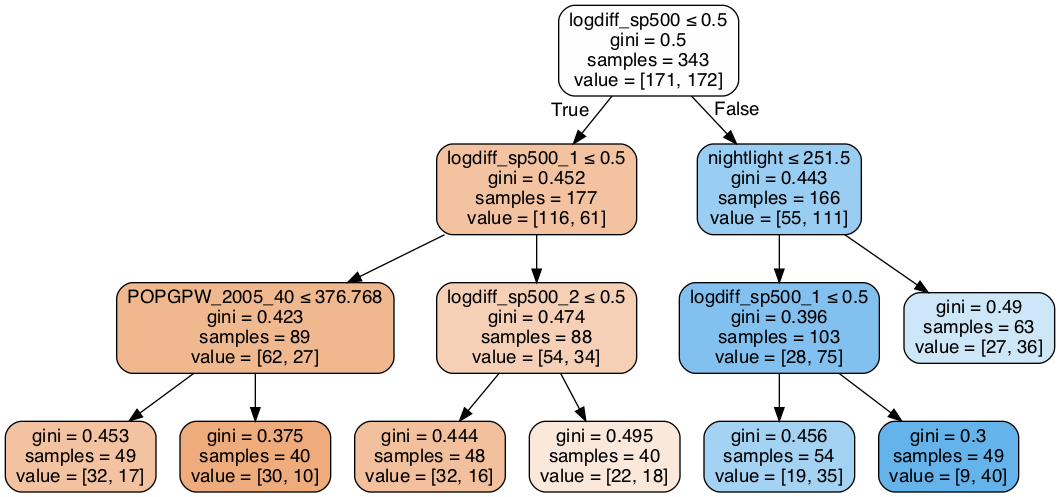 logdiff_sp500 ≤ 0.5
gini = 0.5
samples = 343
value = [171, 172]
True
False
logdiff_sp500_1 ≤ 0.5
gini = 0.452
samples = 177
value = [116, 61]
nightlight ≤ 251.5
gini = 0.443
samples = 166
value = [55, 111]
POPGPW_2005_40 ≤ 376.768
gini = 0.423
samples = 89
value = [62, 27]
logdiff_sp500_2 ≤ 0.5
gini = 0.474
samples = 88
value = [54, 34]
logdiff_sp500_1 ≤ 0.5
gini = 0.396
samples = 103
value = [28, 75]
gini = 0.49
samples = 63
value = [27, 36]
gini = 0.453
samples = 49
value = [32, 17]
gini = 0.375
samples = 40
value = [30, 10]
gini = 0.444
samples = 48
value = [32, 16]
gini = 0.495
samples = 40
value = [22, 18]
gini = 0.456
samples = 54
value = [19, 35]
gini = 0.3
samples = 49
value = [9, 40]